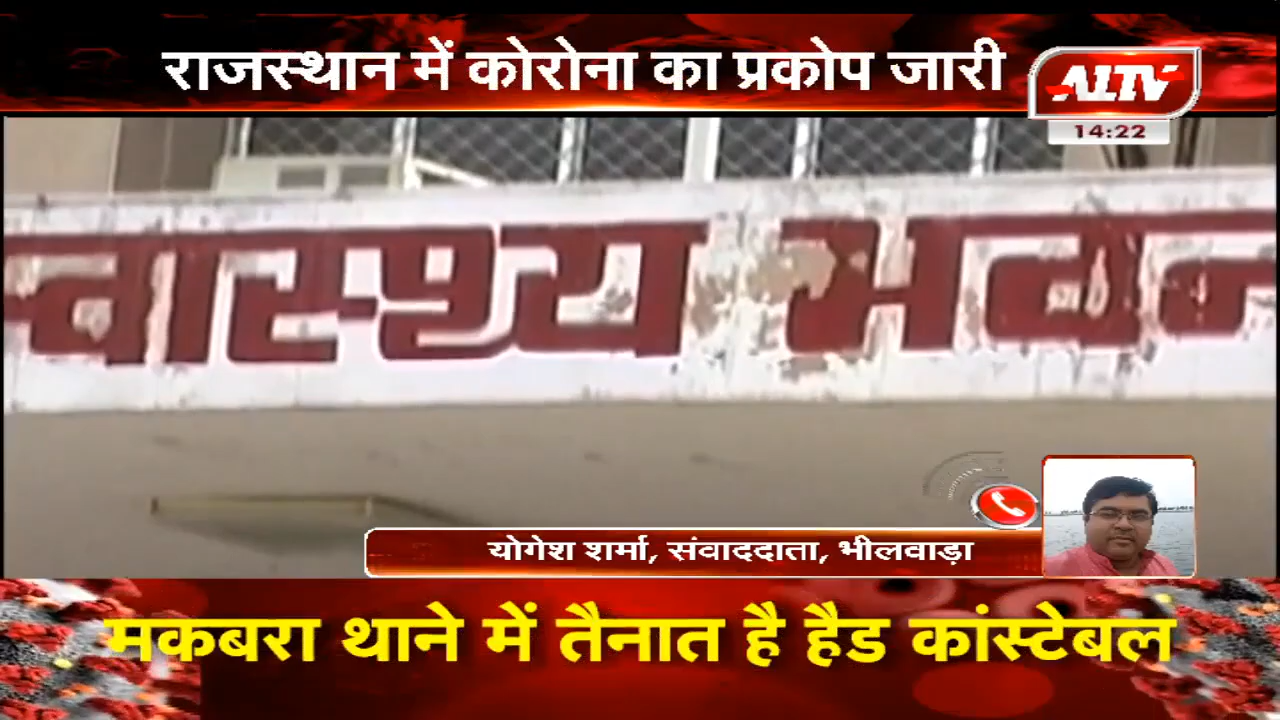 राजस्थान में कोरोना का प्रकोप जारी
ALTV
14:22
स्वास्थ्य भवन
योगेश शर्मा, संवाददाता, भीलवाड़ा
मकबरा थाने में तैनात है हैड कांस्टेबल